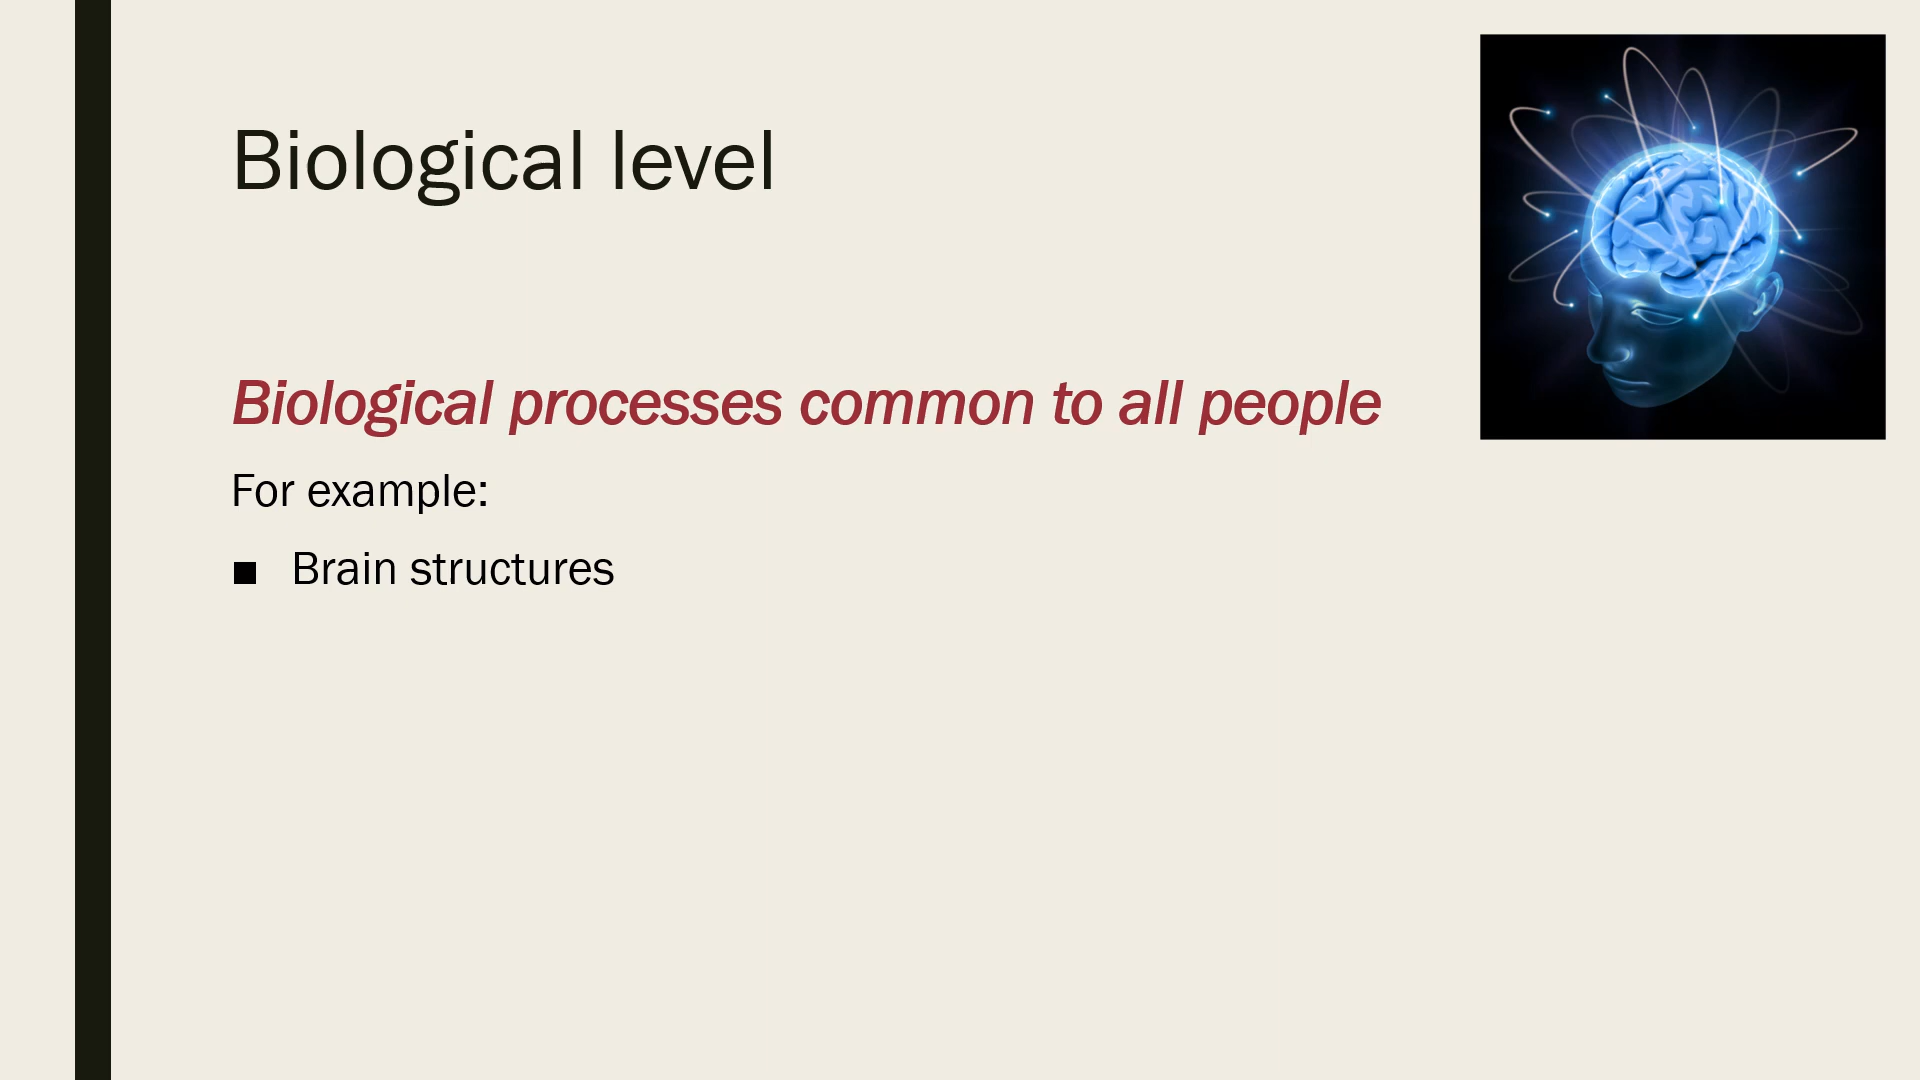 Biological level
Biological processes common to all people
For example:
■ Brain structures